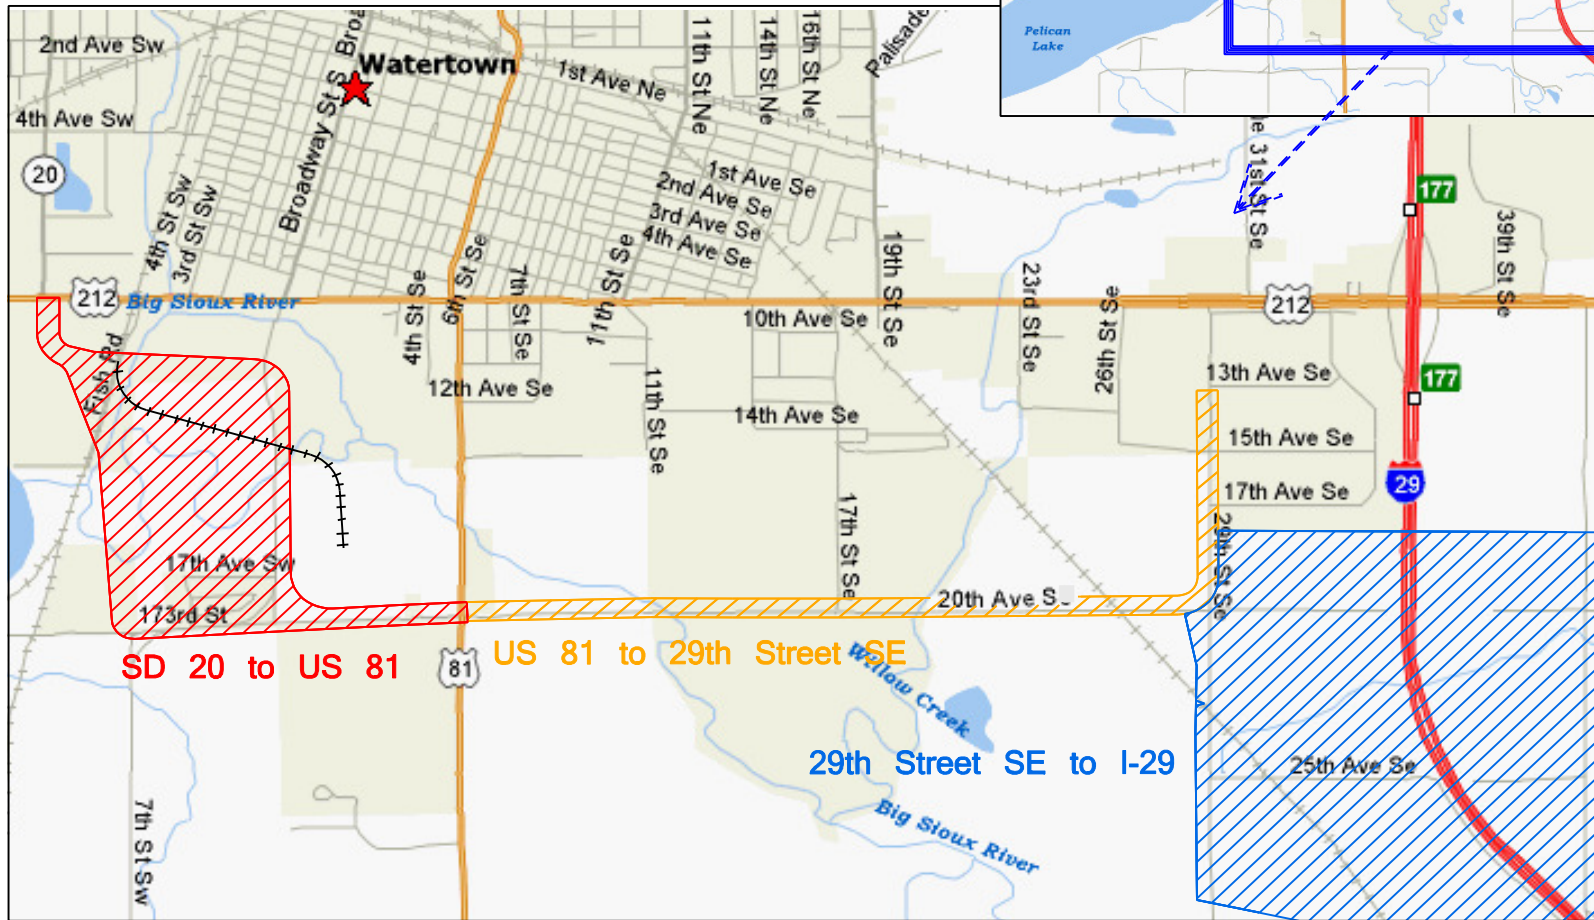 Pelican
Lake
2nd Ave Sw
Watertown
1st Ave Ne
11th St Ne
14th St Ne
16th St Ne
Palisade
4th Ave Sw
Broadway St S
Broa
20
4th St Sw
3rd St Sw
1st Ave Se
2nd Ave Se
3rd Ave Se
4th Ave Se
31st St Se
177
39th St Se
212
Big Sioux River
4th St Se
6th St Se
7th St Se
11th St Se
10th Ave Se
19th St Se
23rd St Se
26th St Se
212
Fish Rd
12th Ave Se
11th St Se
14th Ave Se
13th Ave Se
177
15th Ave Se
17th Ave Se
29
17th St Se
29th St Se
17th Ave Sw
173rd St
20th Ave
SD 20 to US 81
81
US 81 to 29th Street SE
Willow Creek
29th Street SE to I-29
25th Ave Se
7th St Sw
Big Sioux River